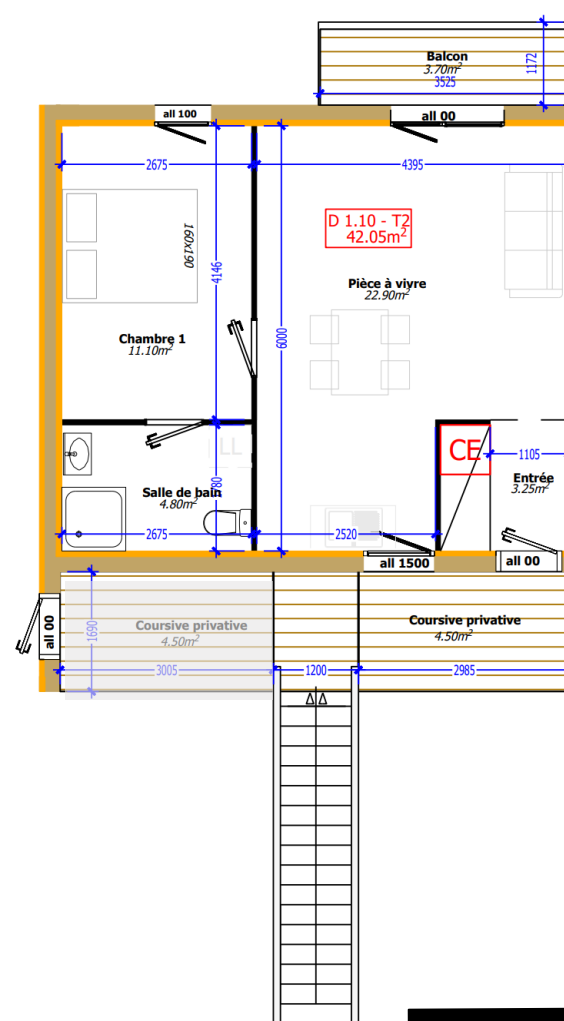 Balcon
3.70m²
3525
1172
all 100
all 00
2675
4395
D 1.10 - T2
42.05m²
160x190
4146
6000
Pièce à vivre
22.90m²
Chambre 1
11.10m²
LL
CE
1105
Salle de bain
4.80m²
Entrée
3.25m²
2675
2520
all 1500
all 00
all 00
1690
Coursive privative
4.50m²
Coursive privative
4.50m²
3005
1200
2985